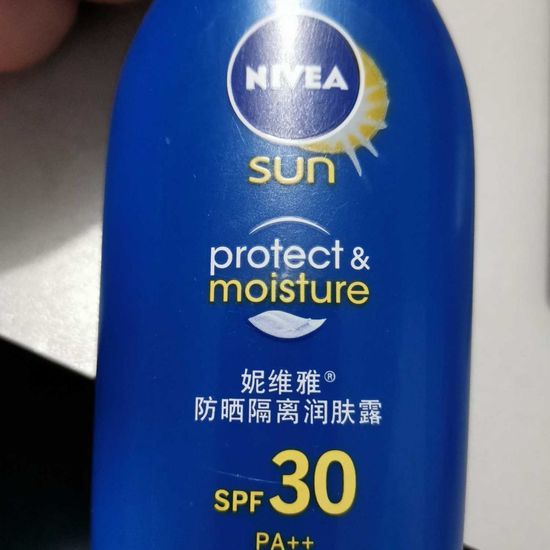 NIVEA
sun
protect &
moisture
妮维雅®
防晒隔离润肤露
SPF 30
PA++